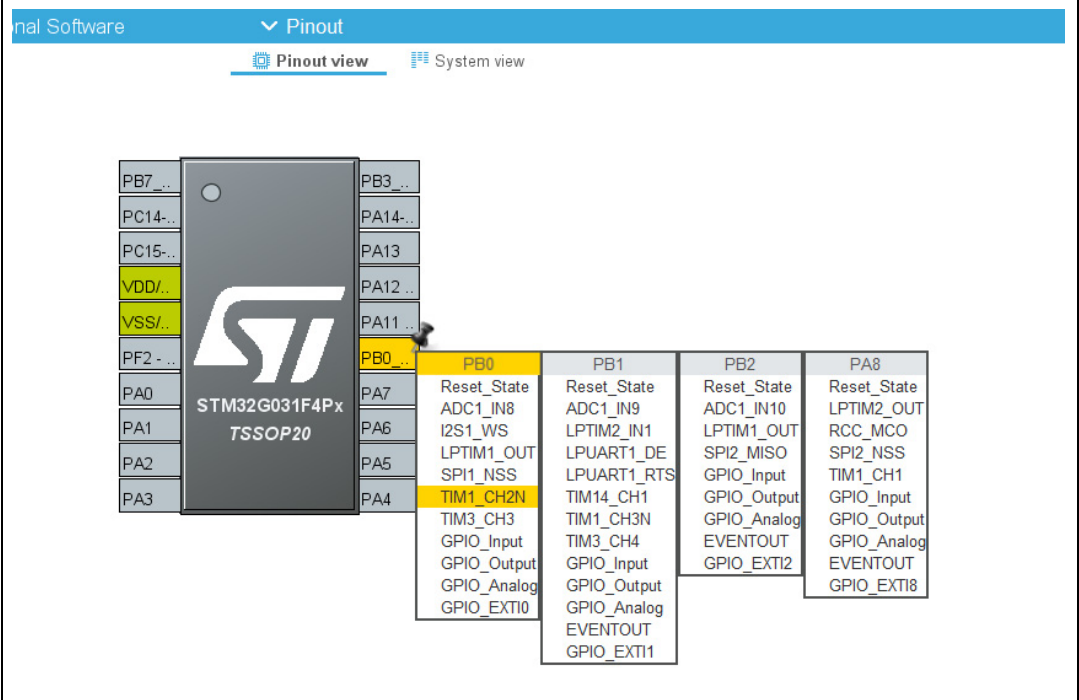 nal Software
Pinout
Pinout view
System view
PB7_..
PC14-..
PC15-..
VDD/..
VSS/..
PF2 - ..
PA0
PA1
PA2
PA3
STM32G031F4Px
TSSOP20
PB3_..
PA14-..
PA13
PA12 ..
PA11 ..
PB0_..
PA7
PA6
PA5
PA4
PB0
Reset_State
ADC1_IN8
I2S1_WS
LPTIM1_OUT
SPI1_NSS
TIM1_CH2N
TIM3_CH3
GPIO_Input
GPIO_Output
GPIO_Analog
GPIO_EXTI0
PB1
Reset_State
ADC1_IN9
LPTIM2_IN1
LPUART1_DE
LPUART1_RTS
TIM14_CH1
TIM1_CH3N
TIM3_CH4
GPIO_Input
GPIO_Output
GPIO_Analog
EVENTOUT
GPIO_EXTI1
PB2
Reset_State
ADC1_IN10
LPTIM1_OUT
SPI2_MISO
GPIO_Input
GPIO_Output
GPIO_Analog
EVENTOUT
GPIO_EXTI2
PA8
Reset_State
LPTIM2_OUT
RCC_MCO
SPI2_NSS
TIM1_CH1
GPIO_Input
GPIO_Output
GPIO_Analog
EVENTOUT
GPIO_EXTI8